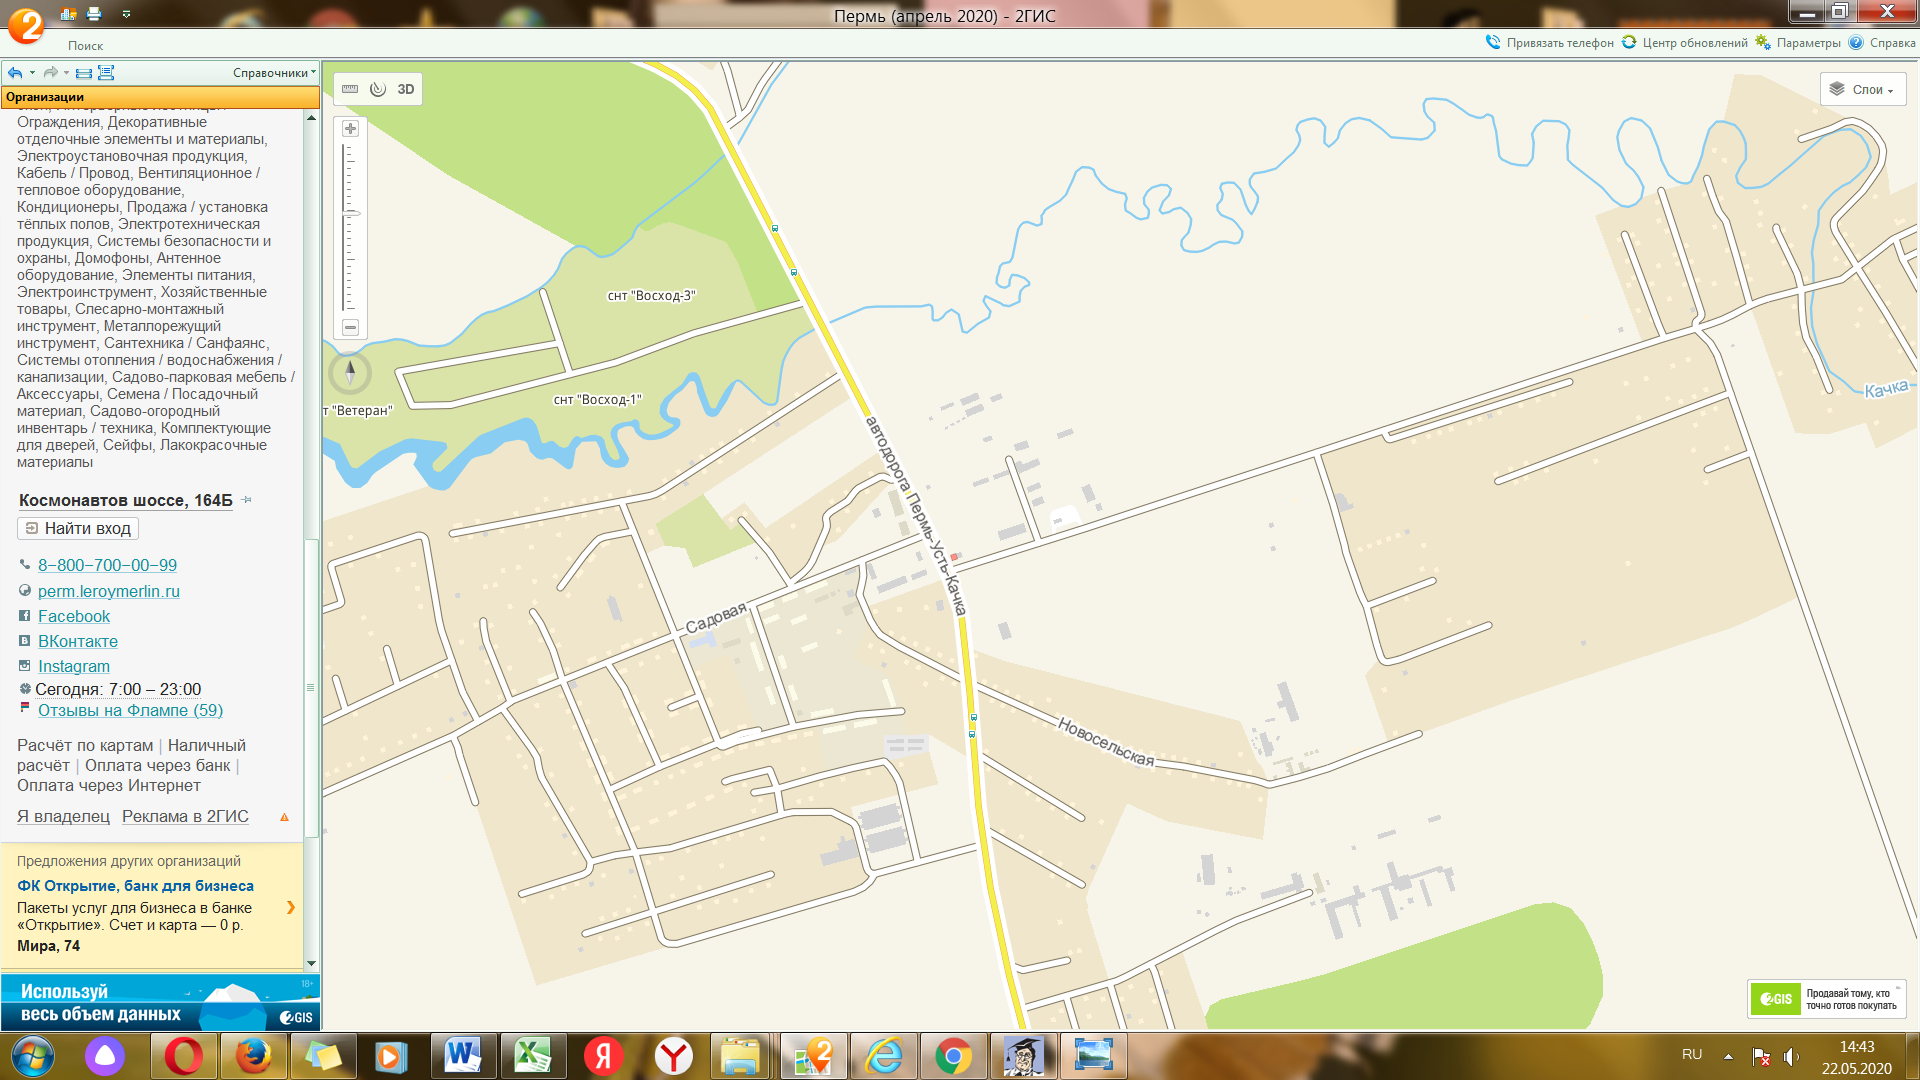 Пермь (апрель 2020) - 2ГИС
Поиск
Привязать телефон
Центр обновлений
Параметры
Справка
Справочники
Организации
Ограждения, Декоративные
отделочные элементы и материалы,
Электроустановочная продукция,
Кабель / Провод, Вентиляционное /
тепловое оборудование,
Кондиционеры, Продажа / установка
тёплых полов, Электротехническая
продукция, Системы безопасности и
охраны, Домофоны, Антенное
оборудование, Элементы питания,
Электроинструмент, Хозяйственные
товары, Слесарно-монтажный
инструмент, Металлорежущий
инструмент, Сантехника / Санфаянс,
Системы отопления / водоснабжения /
канализации, Садово-парковая мебель /
Аксессуары, Семена / Посадочный
материал, Садово-огородный
инвентарь / техника, Комплектующие
для дверей, Сейфы, Лакокрасочные
материалы
Космонавтов шоссе, 164Б
Найти вход
8-800-700-00-99
perm.leroymerlin.ru
Facebook
ВКонтакте
Instagram
Сегодня: 7:00 – 23:00
Отзывы на Флампе (59)
Расчёт по картам | Наличный
расчёт | Оплата через банк |
Оплата через Интернет
Я владелец Реклама в 2ГИС
Предложения других организаций
ФК Открытие, банк для бизнеса
Пакеты услуг для бизнеса в банке
«Открытие». Счет и карта — 0 р.
Мира, 74
18+
Используй
весь объем данных
2GIS
3D
Слои
снт "Восход-3"
снт "Восход-1"
т "Ветеран"
автодорога Пермь-Усть-Качка
Качка
Садовая
Новосельская
2GIS
Продавай тому, кто
точно готов покупать
RU
14:43
22.05.2020